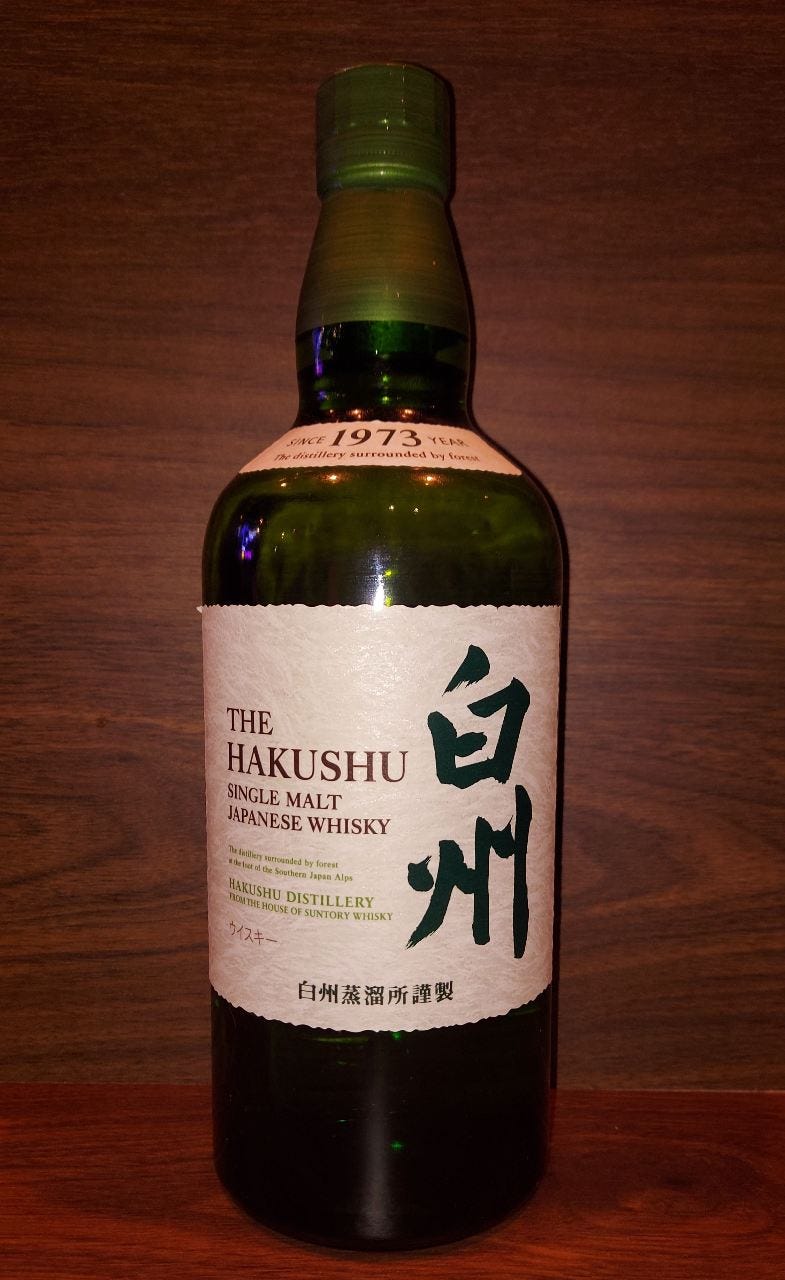 SINCE 1973 YEAR
The distillery surrounded by forest
THE
HAKUSHU
SINGLE MALT
JAPANESE WHISKY
The distillery surrounded by forest
at the foot of the Southern Japan Alps
HAKUSHU DISTILLERY
FROM THE HOUSE OF SUNTORY WHISKY
ウイスキー
白州
白州蒸溜所謹製